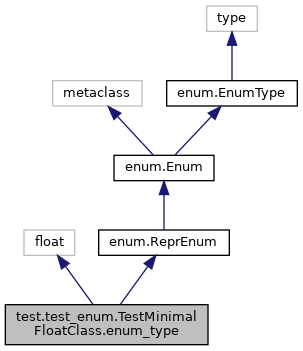 type
metaclass
enum.EnumType
enum.Enum
float
enum.ReprEnum
test.test_enum.TestMinimal
FloatClass.enum_type